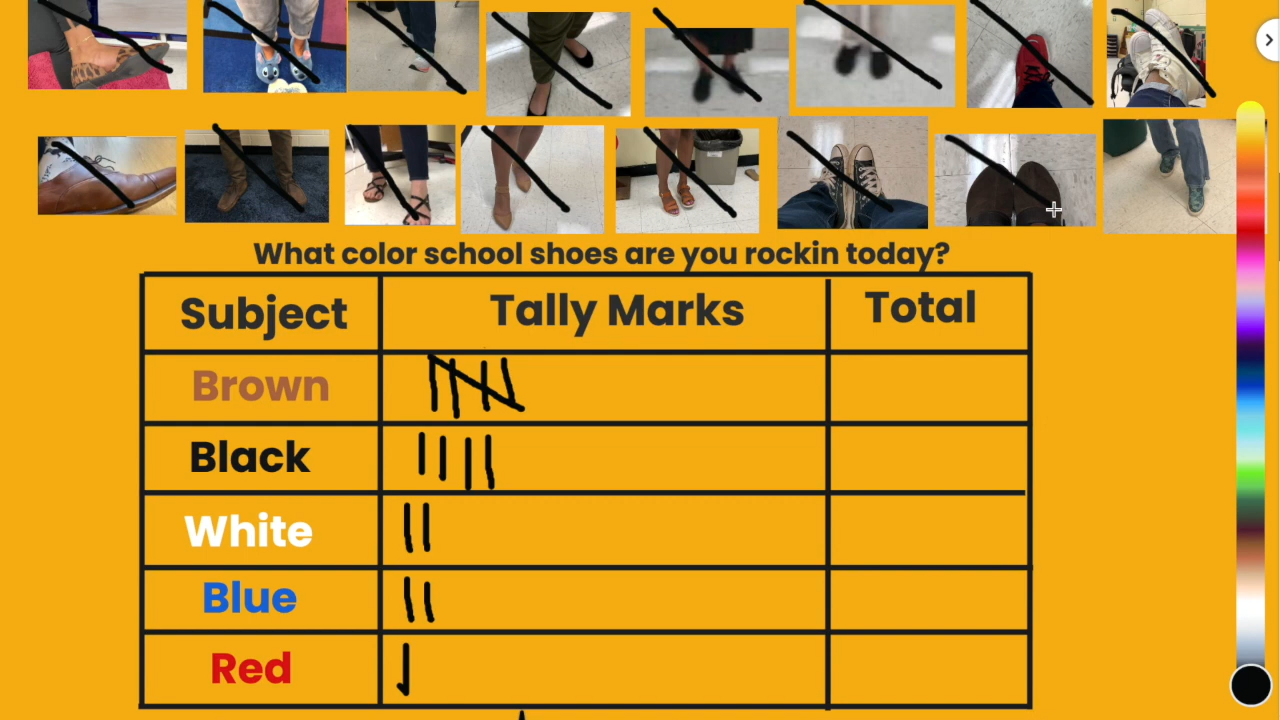 What color school shoes are you rockin today?
Subject Tally Marks Total
Brown
Black
White
Blue
Red